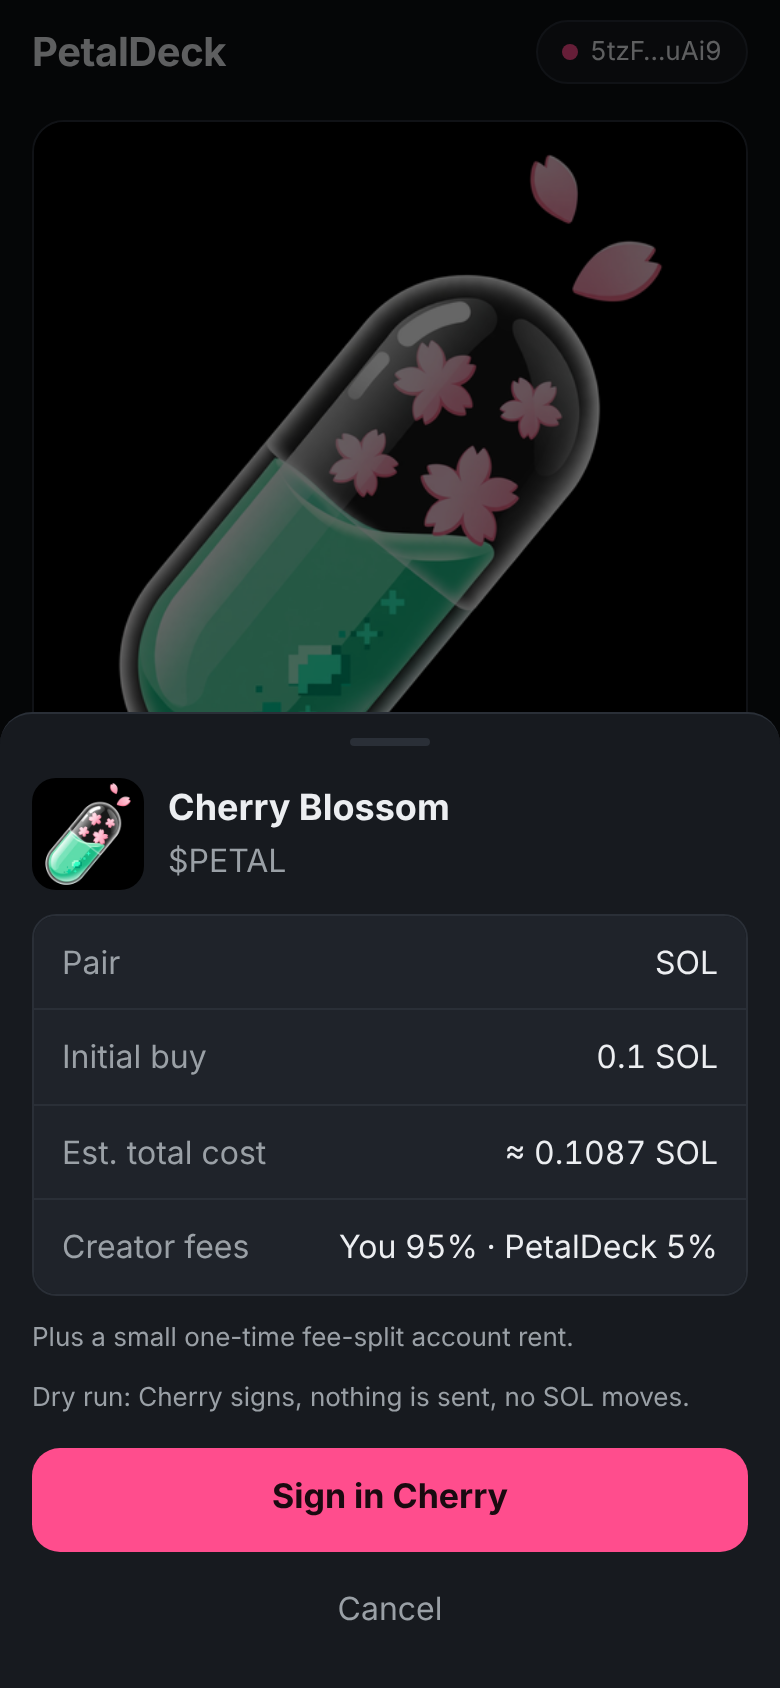 PetalDeck
5tzF...uAi9
Cherry Blossom
$PETAL
Pair SOL
Initial buy 0.1 SOL
Est. total cost ≈ 0.1087 SOL
Creator fees You 95% · PetalDeck 5%
Plus a small one-time fee-split account rent.
Dry run: Cherry signs, nothing is sent, no SOL moves.
Sign in Cherry
Cancel